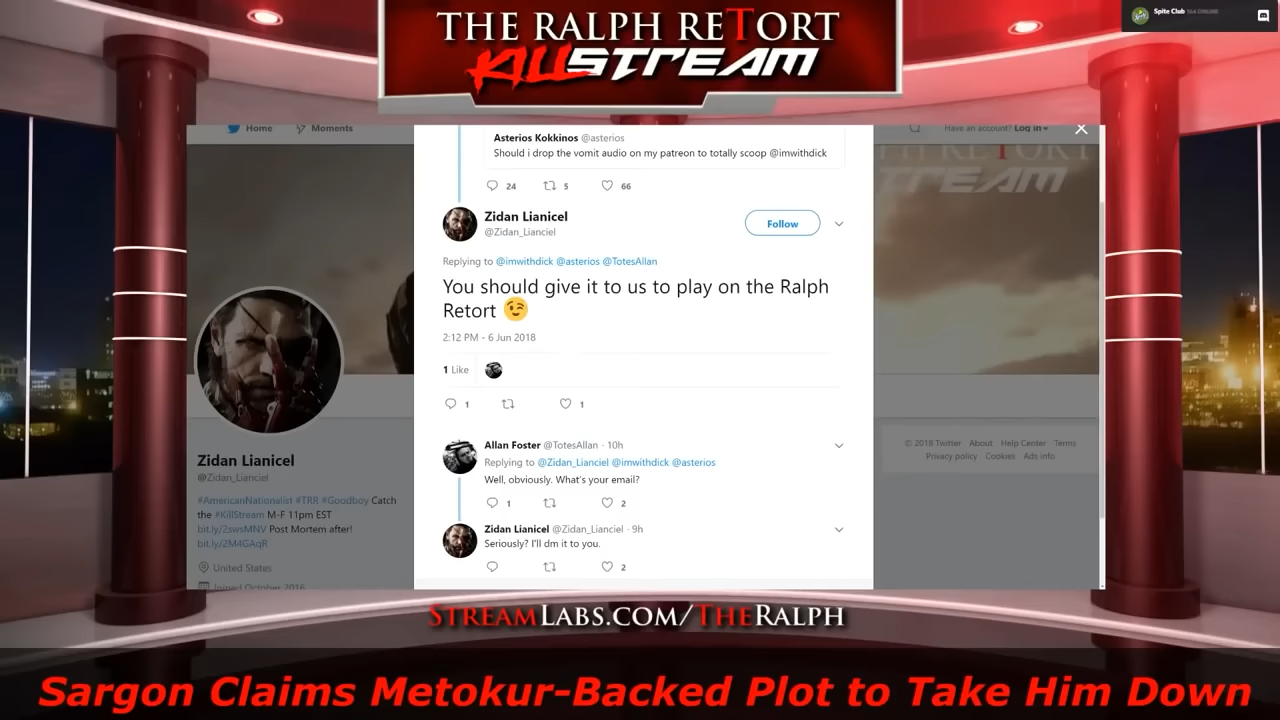 THE RALPH RETORT
KILLSTREAM
Spite Club 164 ONLINE
Home Moments
Have an account? Log in
Asterios Kokkinos @asterios
Should i drop the vomit audio on my patreon to totally scoop @imwithdick
24 5 66
Zidan Lianicel
@Zidan_Lianciel
Follow
Replying to @imwithdick @asterios @TotesAllan
You should give it to us to play on the Ralph
Retort 😉
2:12 PM - 6 Jun 2018
1 Like
1 1
Allan Foster @TotesAllan · 10h
Replying to @Zidan_Lianciel @imwithdick @asterios
Well, obviously. What's your email?
1 2
Zidan Lianicel @Zidan_Lianciel · 9h
Seriously? I'll dm it to you.
2
Zidan Lianicel
@Zidan_Lianciel
#AmericanNationalist #TRR #Goodboy Catch
the #KillStream M-F 11pm EST
bit.ly/2swsMNV Post Mortem after!
bit.ly/2M4GAqR
United States
Joined October 2016
© 2018 Twitter About Help Center Terms
Privacy policy Cookies Ads info
STREAMLABS.COM/THERALPH
Sargon Claims Metokur-Backed Plot to Take Him Down